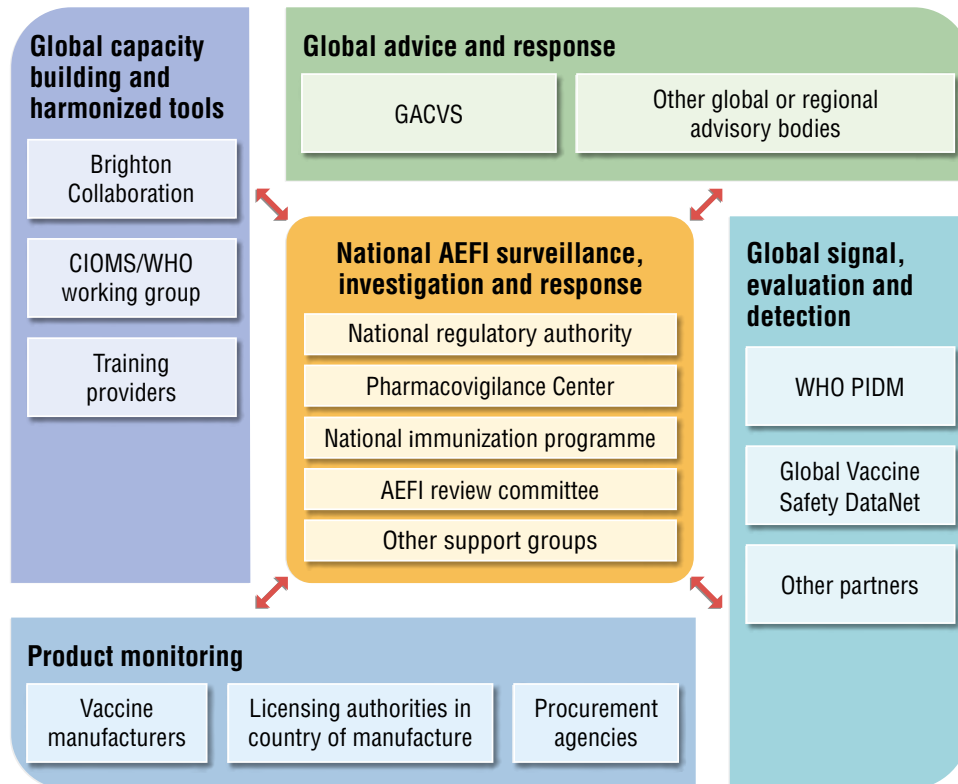 Global capacity
building and
harmonized tools
Brighton
Collaboration
CIOMS/WHO
working group
Training
providers
Global advice and response
GACVS
Other global or regional
advisory bodies
National AEFI surveillance,
investigation and response
National regulatory authority
Pharmacovigilance Center
National immunization programme
AEFI review committee
Other support groups
Global signal,
evaluation and
detection
WHO PIDM
Global Vaccine
Safety DataNet
Other partners
Product monitoring
Vaccine
manufacturers
Licensing authorities in
country of manufacture
Procurement
agencies